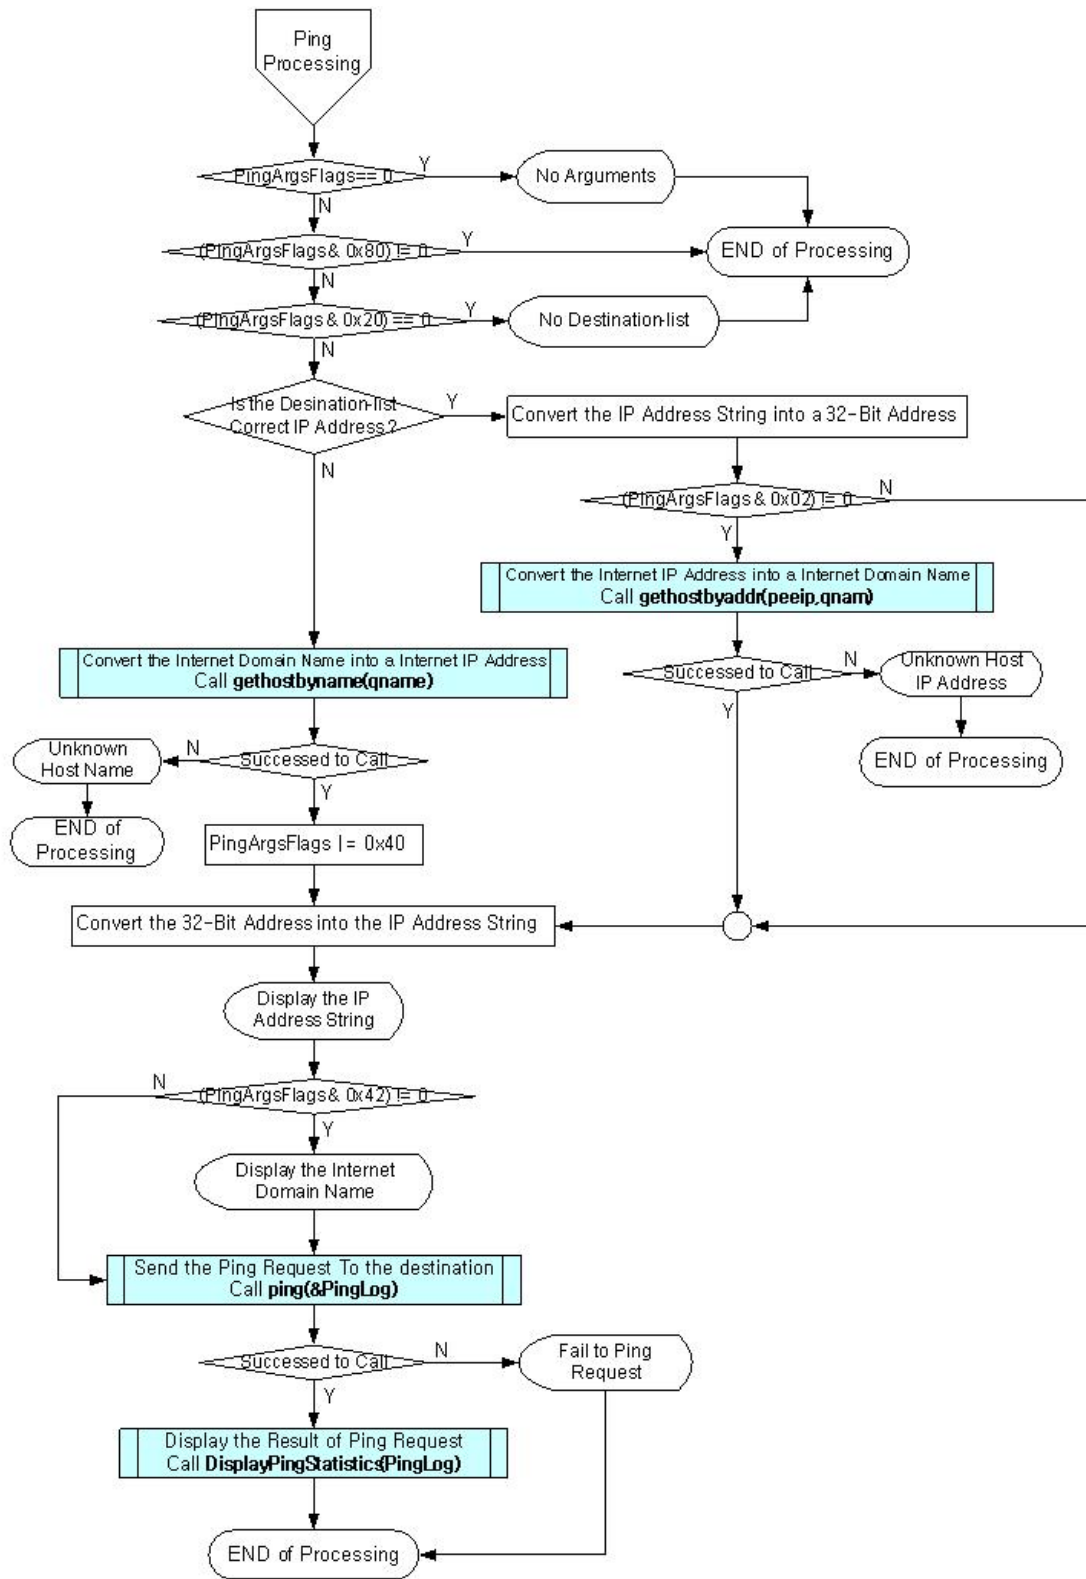 Ping
Processing
PingArgsFlags== 0
Y
No Arguments
N
(PingArgsFlags & 0x80) != 0
Y
END of Processing
N
(PingArgsFlags & 0x20) == 0
Y
No Destination-list
N
Is the Desination-list
Correct IP Address?
Y
Convert the IP Address String into a 32-Bit Address
N
(PingArgsFlags & 0x02) != 0
N
Y
Convert the Internet IP Address into a Internet Domain Name
Call gethostbyaddr(peeip,qnam)
Convert the Internet Domain Name into a Internet IP Address
Call gethostbyname(qname)
Successed to Call
N
Unknown Host
IP Address
Y
END of Processing
Unknown
Host Name
N
Successed to Call
Y
END of
Processing
PingArgsFlags |= 0x40
Convert the 32-Bit Address into the IP Address String
Display the IP
Address String
N
(PingArgsFlags & 0x42) != 0
Y
Display the Internet
Domain Name
Send the Ping Request To the destination
Call ping(&PingLog)
Successed to Call
N
Fail to Ping
Request
Y
Display the Result of Ping Request
Call DisplayPingStatistics(PingLog)
END of Processing